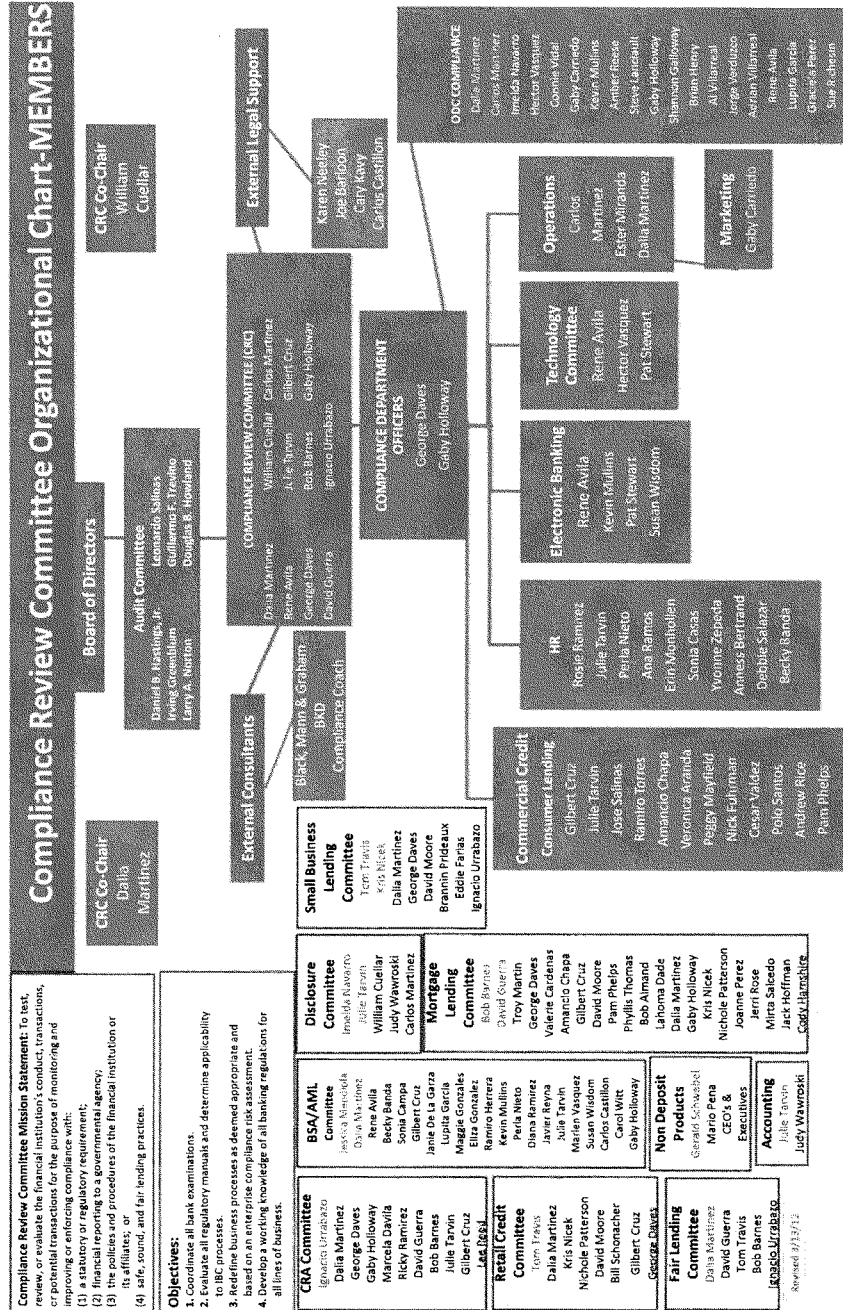 Compliance Review Committee Organizational Chart-MEMBERS
Compliance Review Committee Mission Statement: To test,
review, or evaluate the financial institution's conduct, transactions,
or potential transactions for the purpose of monitoring and
improving or enforcing compliance with:
(1) a statutory or regulatory requirement;
(2) financial reporting to a governmental agency;
(3) the policies and procedures of the financial institution or
its affiliates; or
(4) safe, sound, and fair lending practices.
Objectives:
1. Coordinate all bank examinations.
2. Evaluate all regulatory manuals and determine applicability
to IBC processes.
3. Redefine business processes as deemed appropriate and
based on an enterprise compliance risk assessment.
4. Develop a working knowledge of all banking regulations for
all lines of business.
CRC Co-Chair
Dalia
Martinez
Board of Directors
CRC Co-Chair
William
Cuellar
Audit Committee
Daniel B. Hastings, Jr. Leonardo Salinas
Irving Greenblum Guillermo F. Trevino
Larry A. Norton Douglas B. Howland
External Consultants
Black, Mann & Graham
BKD
Compliance Coach
COMPLIANCE REVIEW COMMITTEE (CRC)
Dalia Martinez William Cuellar Carlos Martinez
Rene Avila Julie Tarvin Gilbert Cruz
George Daves Bob Barnes Gaby Holloway
David Guerra Ignacio Urrabazo
External Legal Support
Karen Neeley
Joe Barloon
Cary Kavy
Carlos Castillon
COMPLIANCE DEPARTMENT
OFFICERS
George Daves
Gaby Holloway
ODC COMPLIANCE
Dalia Martinez
Carlos Martinez
Imelda Navarro
Hector Vasquez
Connie Vidal
Gaby Carriedo
Kevin Mullins
Amber Reese
Steve Lanciault
Gaby Holloway
Shannon Galloway
Brian Henry
Al Villarreal
Jorge Verduzco
Adrian Villarreal
Rene Avila
Lupita Garcia
Graciela Perez
Sue Richeson
Commercial Credit
Consumer Lending
Gilbert Cruz
Julie Tarvin
Jose Salinas
Ramiro Torres
Amancio Chapa
Veronica Aranda
Peggy Mayfield
Nick Fuhrman
Cesar Valdez
Polo Santos
Andrew Rice
Pam Phelps
HR
Rosie Ramirez
Julie Tarvin
Perla Nieto
Ana Ramos
Erin Monhollen
Sonia Casas
Yvonne Zepeda
Anness Bertrand
Debbie Salazar
Becky Banda
Electronic Banking
Rene Avila
Kevin Mullins
Pat Stewart
Susan Wisdom
Technology
Committee
Rene Avila
Hector Vasquez
Pat Stewart
Operations
Carlos
Martinez
Ester Miranda
Dalia Martinez
Marketing
Gaby Carriedo
CRA Committee
Ignacio Urrabazo
Dalia Martinez
George Daves
Gaby Holloway
Marcela Davila
Ricky Ramirez
David Guerra
Bob Barnes
Julie Tarvin
Gilbert Cruz
Lee Reed
BSA/AML
Committee
Jessica Mendiola
Dalia Martinez
Rene Avila
Becky Banda
Sonia Campa
Gilbert Cruz
Janie De La Garza
Lupita Garcia
Maggie Gonzales
Eliza Gonzalez
Ramiro Herrera
Kevin Mullins
Perla Nieto
Diana Ramirez
Javier Reyna
Julie Tarvin
Marlen Vasquez
Susan Wisdom
Carlos Castillon
Carol Witt
Gaby Holloway
Disclosure
Committee
Imelda Navarro
Julie Tarvin
William Cuellar
Judy Wawroski
Carlos Martinez
Small Business
Lending
Committee
Tom Travis
Kris Nicek
Dalia Martinez
George Daves
David Moore
Brannin Prideaux
Eddie Farias
Ignacio Urrabazo
Retail Credit
Committee
Tom Travis
Dalia Martinez
Kris Nicek
Nichole Patterson
David Moore
Bill Schonacher
Gilbert Cruz
George Daves
Mortgage
Lending
Committee
Bob Barnes
David Guerra
Troy Martin
George Daves
Valerie Cardenas
Amancio Chapa
Gilbert Cruz
David Moore
Pam Phelps
Phyllis Thomas
Bob Almand
Lahoma Dade
Dalia Martinez
Gaby Holloway
Kris Nicek
Nichole Patterson
Joanne Perez
Jerri Rose
Mirta Salcedo
Jack Hoffman
Cody Hamshire
Fair Lending
Committee
Dalia Martinez
David Guerra
Tom Travis
Bob Barnes
Ignacio Urrabazo
Non Deposit
Products
Gerald Schwebel
Mario Pena
CEO's &
Executives
Accounting
Julie Tarvin
Judy Wawroski
Revised 3/13/12